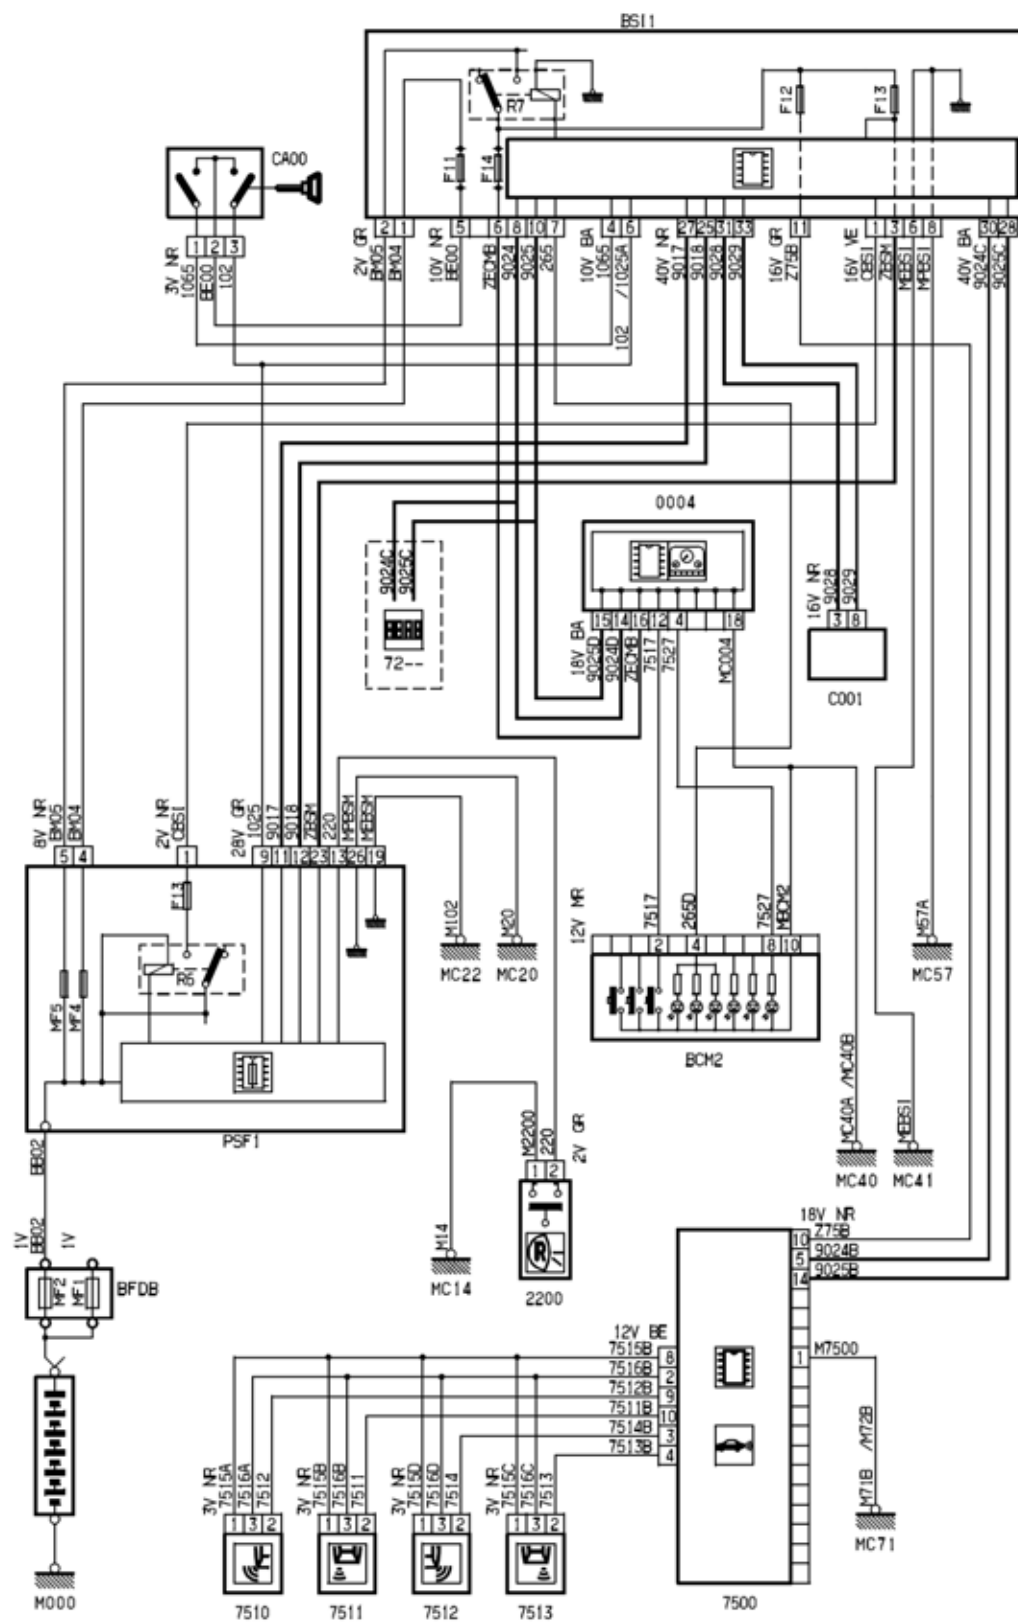 BSI1
R7
F12
F13
F11
F14
CA00
1 2 3
3V NR
1065
BE00
102
2 1 5 6 8 10 7 4 6 27 25 31 33 11 1 3 6 8 30 28
2V GR
BM05
BM04
10V NR
BE00
ZECMB
9024
9025
265
10V BA
1065
102 /1025A
40V NR
9017
9018
9028
9029
16V GR
Z75B
16V VE
CBSI
ZBSM
MEBSI
MPBSI
40V BA
9024C
9025C
9024C
9025C
72--
0004
15 14 16 12 4 18
18V BA
9025D
9024D
ZECMB
7517
7527
MC004
16V NR
9028
9029
3 8
C001
8V NR
BM05
BM04
2V NR
CBSI
28V GR
1025
9017
9018
ZBSM
220
MPBSM
MEBSM
5 4 1 9 11 12 23 13 26 19
F13
R6
MF5
MF4
PSF1
M102
MC22
M20
MC20
12V MR
7517
265D
7527
MBCM2
2 4 8 10
BCM2
M57A
MC57
MC40A /MC40B
MC40
MEBSI
MC41
BB02
1V
BB02
1V
MF2
MF1
BFDB
M000
M14
MC14
M2200
220
2V GR
1 2
2200
18V NR
10 Z75B
5 9024B
14 9025B
1 M7500
M71B /M72B
MC71
12V BE
7515B 8
7516B 2
7512B 9
7511B 10
7514B 3
7513B 4
7500
3V NR
7515A
7516A
7512
1 3 2
7510
3V NR
7515B
7516B
7511
1 3 2
7511
3V NR
7515D
7516D
7514
1 3 2
7512
3V NR
7515C
7516C
7513
1 3 2
7513